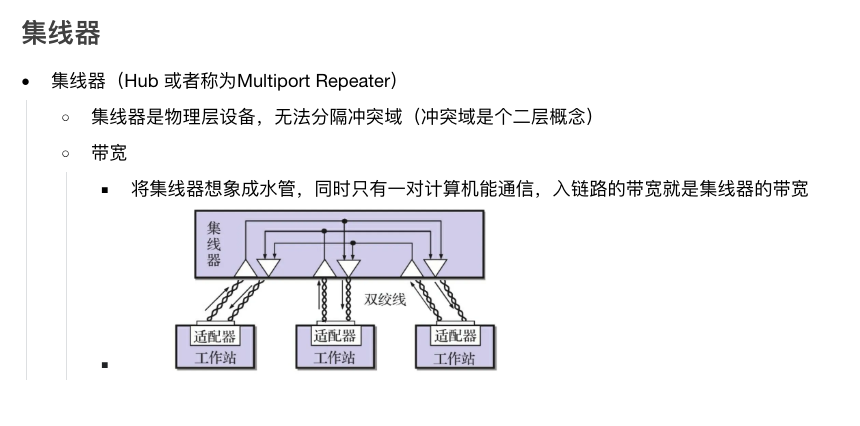 集线器
集线器（Hub 或者称为Multiport Repeater）
集线器是物理层设备，无法分隔冲突域（冲突域是个二层概念）
带宽
将集线器想象成水管，同时只有一对计算机能通信，入链路的带宽就是集线器的带宽
集线器
双绞线
适配器 适配器 适配器
工作站 工作站 工作站